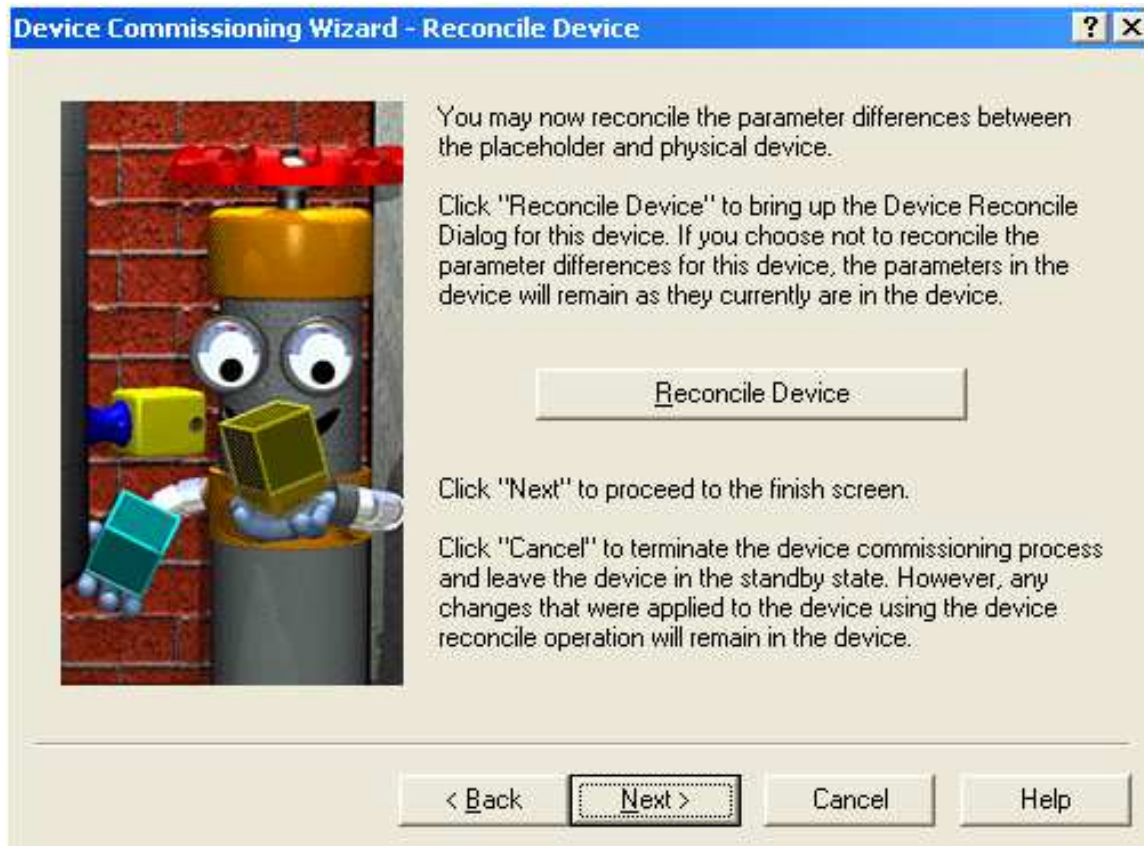 Device Commissioning Wizard - Reconcile Device
You may now reconcile the parameter differences between
the placeholder and physical device.
Click "Reconcile Device" to bring up the Device Reconcile
Dialog for this device. If you choose not to reconcile the
parameter differences for this device, the parameters in the
device will remain as they currently are in the device.
Reconcile Device
Click "Next" to proceed to the finish screen.
Click "Cancel" to terminate the device commissioning process
and leave the device in the standby state. However, any
changes that were applied to the device using the device
reconcile operation will remain in the device.
< Back Next > Cancel Help